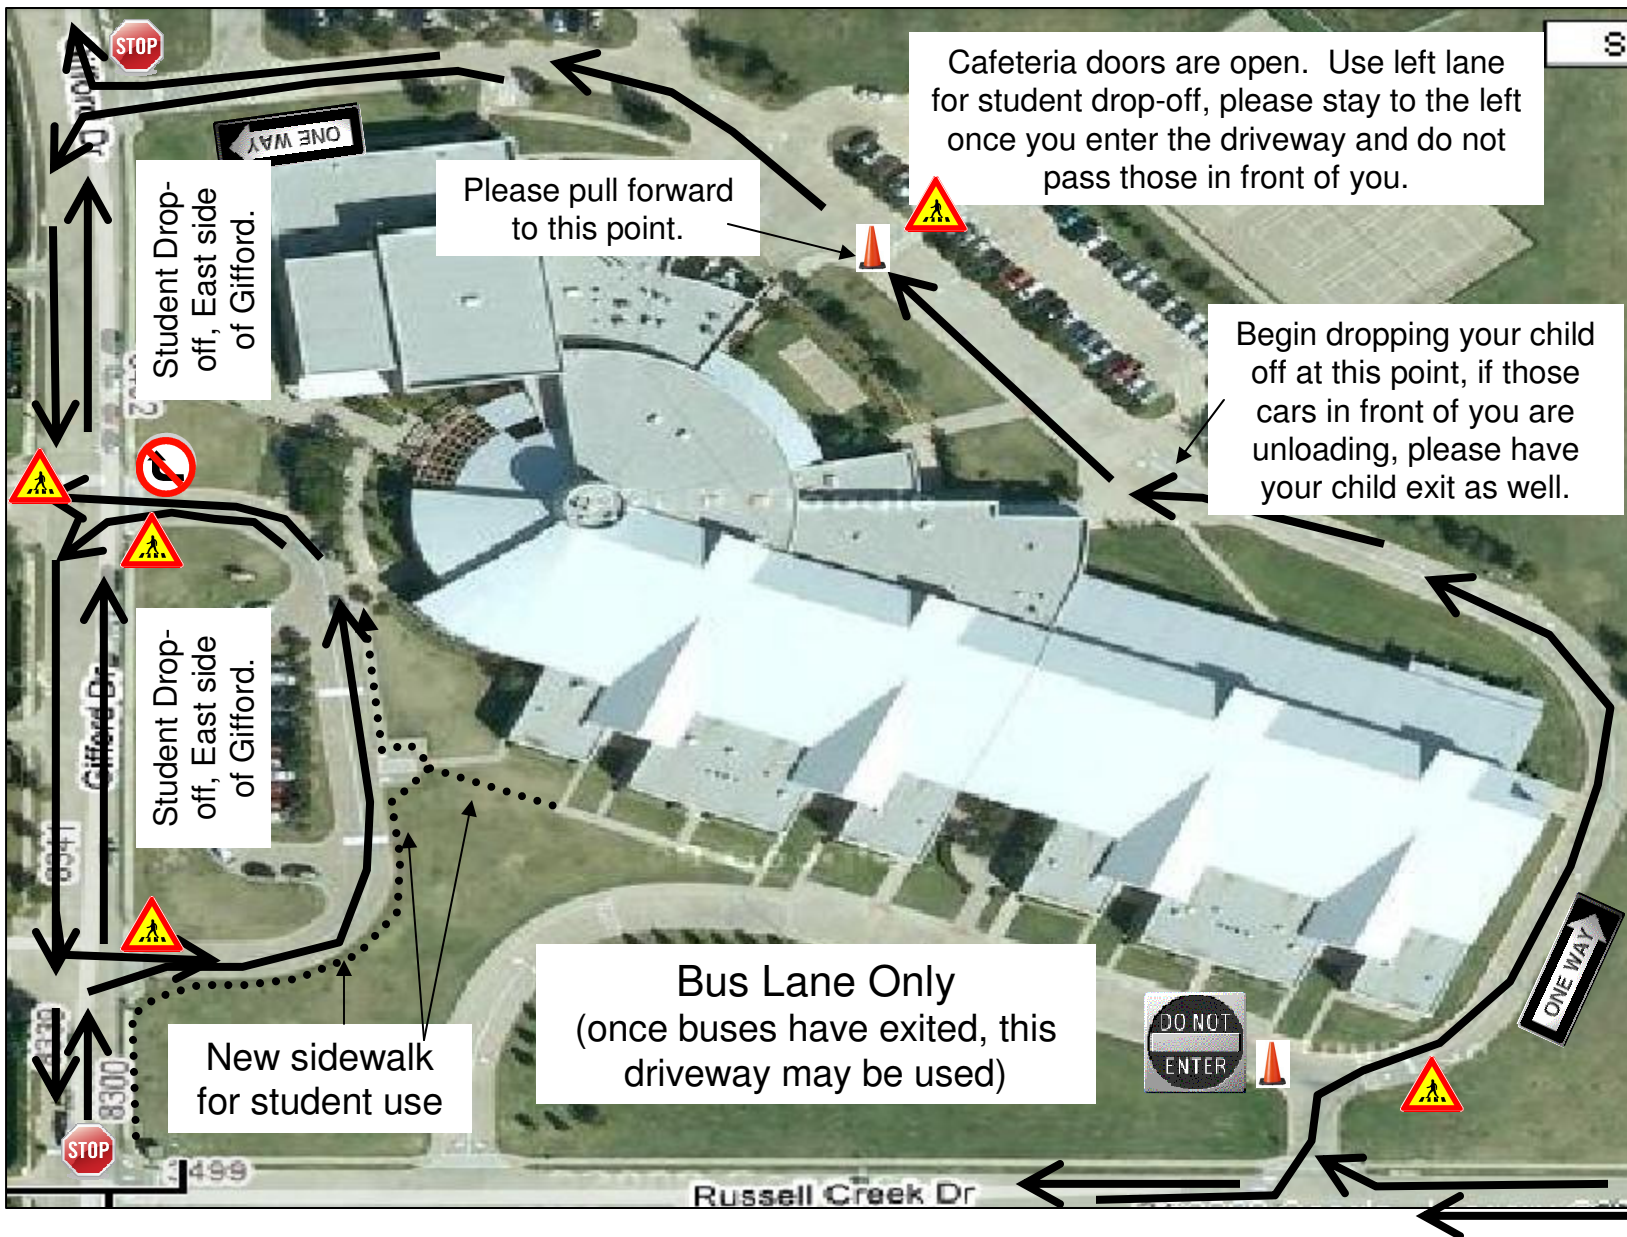 STOP
S
Cafeteria doors are open. Use left lane
for student drop-off, please stay to the left
once you enter the driveway and do not
pass those in front of you.
ONE WAY
Please pull forward
to this point.
Student Drop-
off, East side
of Gifford.
Begin dropping your child
off at this point, if those
cars in front of you are
unloading, please have
your child exit as well.
Student Drop-
off, East side
of Gifford.
Gifford Dr
8341
ONE WAY
Bus Lane Only
(once buses have exited, this
driveway may be used)
DO NOT
ENTER
New sidewalk
for student use
8339
8300
STOP
3499
Russell Creek Dr